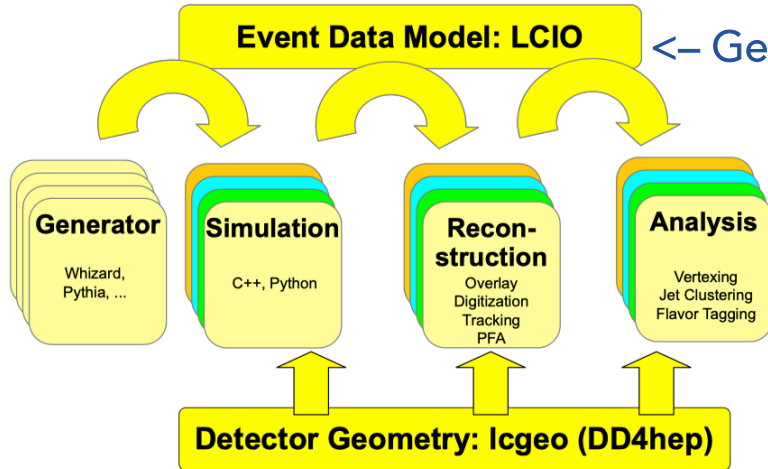 Event Data Model: LCIO
<– Ge
Generator
Whizard,
Pythia, ...
Simulation
C++, Python
Recon-
struction
Overlay
Digitization
Tracking
PFA
Analysis
Vertexing
Jet Clustering
Flavor Tagging
Detector Geometry: lcgeo (DD4hep)